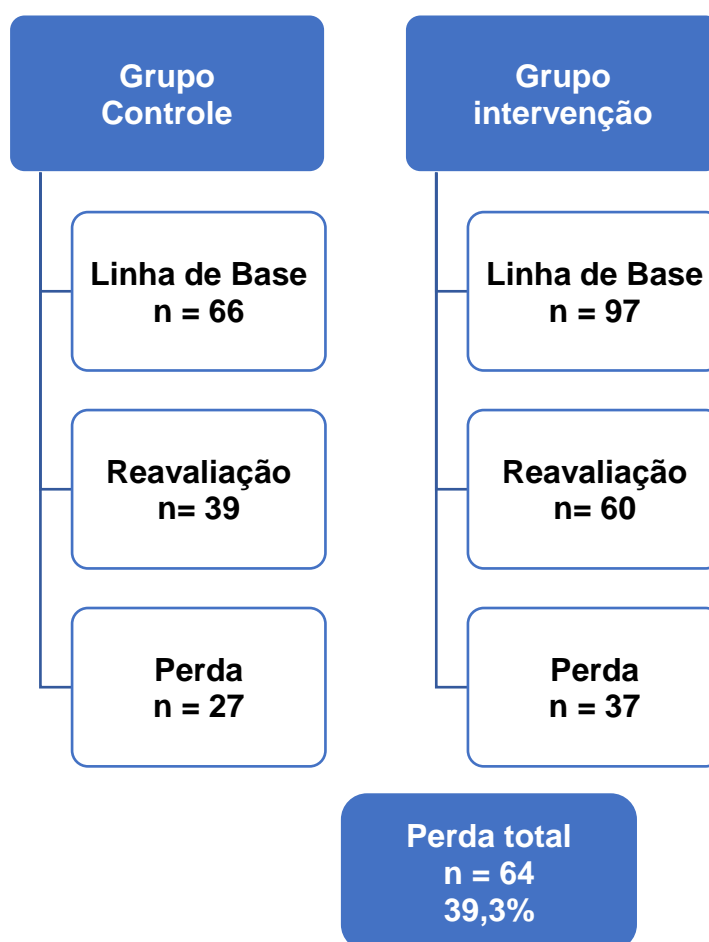 Grupo
Controle
Linha de Base
n = 66
Reavaliação
n= 39
Perda
n = 27
Grupo
intervenção
Linha de Base
n = 97
Reavaliação
n= 60
Perda
n = 37
Perda total
n = 64
39,3%